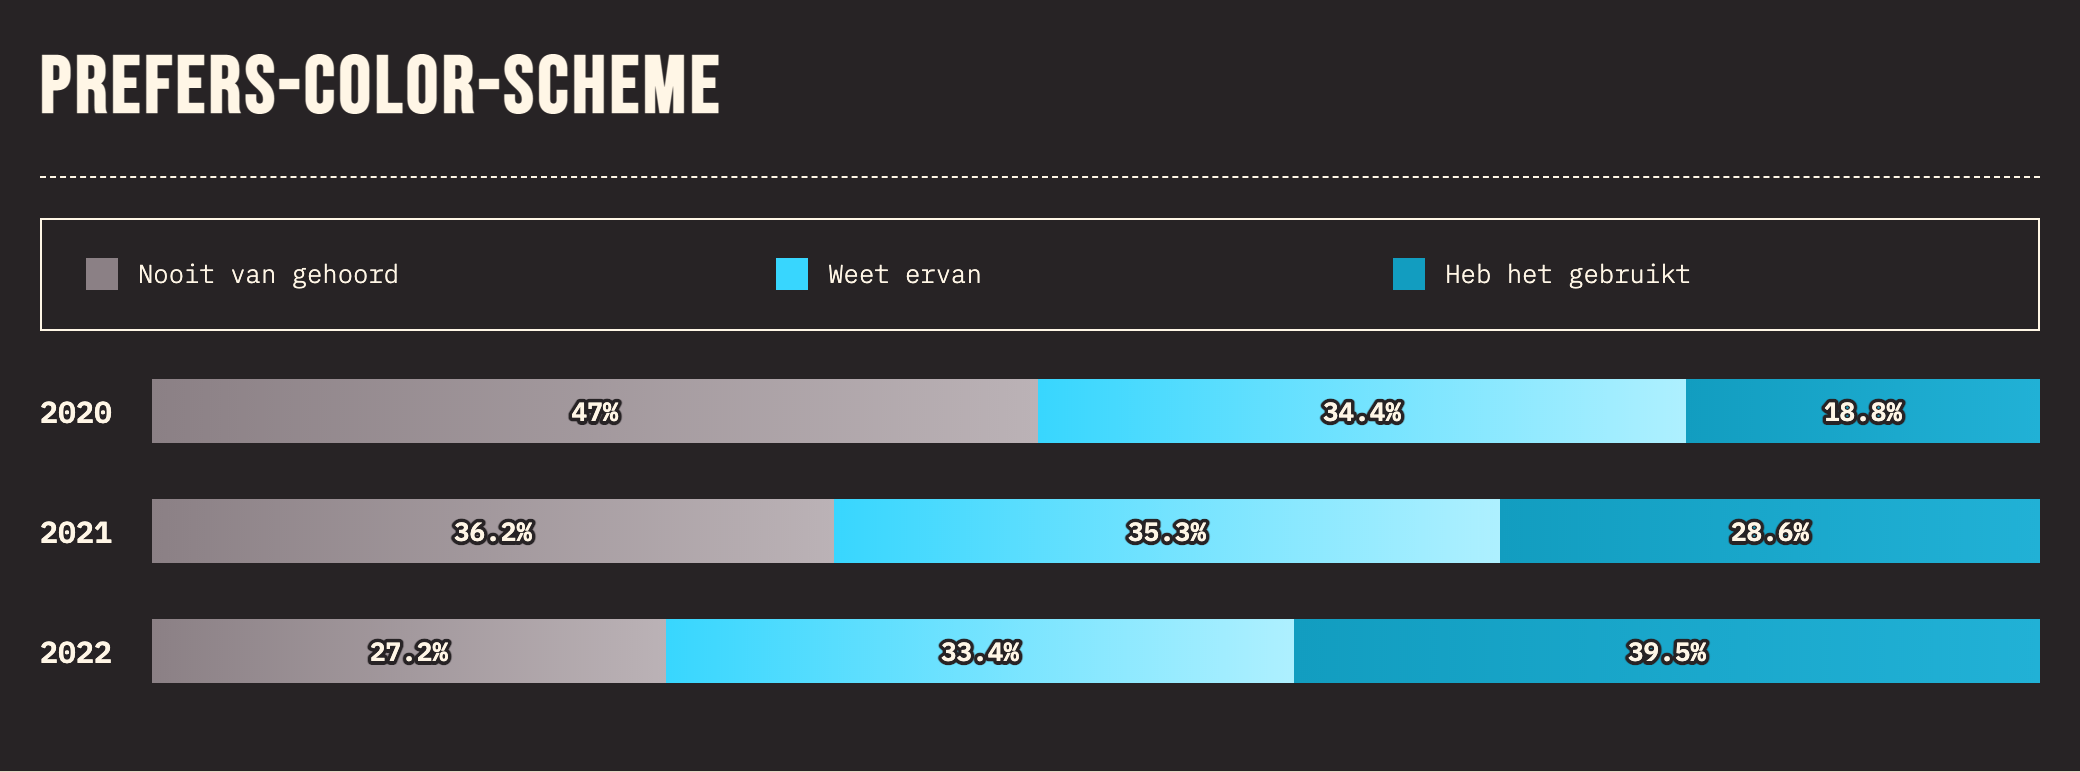 PREFERS-COLOR-SCHEME
Nooit van gehoord Weet ervan Heb het gebruikt
2020 47% 34.4% 18.8%
2021 36.2% 35.3% 28.6%
2022 27.2% 33.4% 39.5%